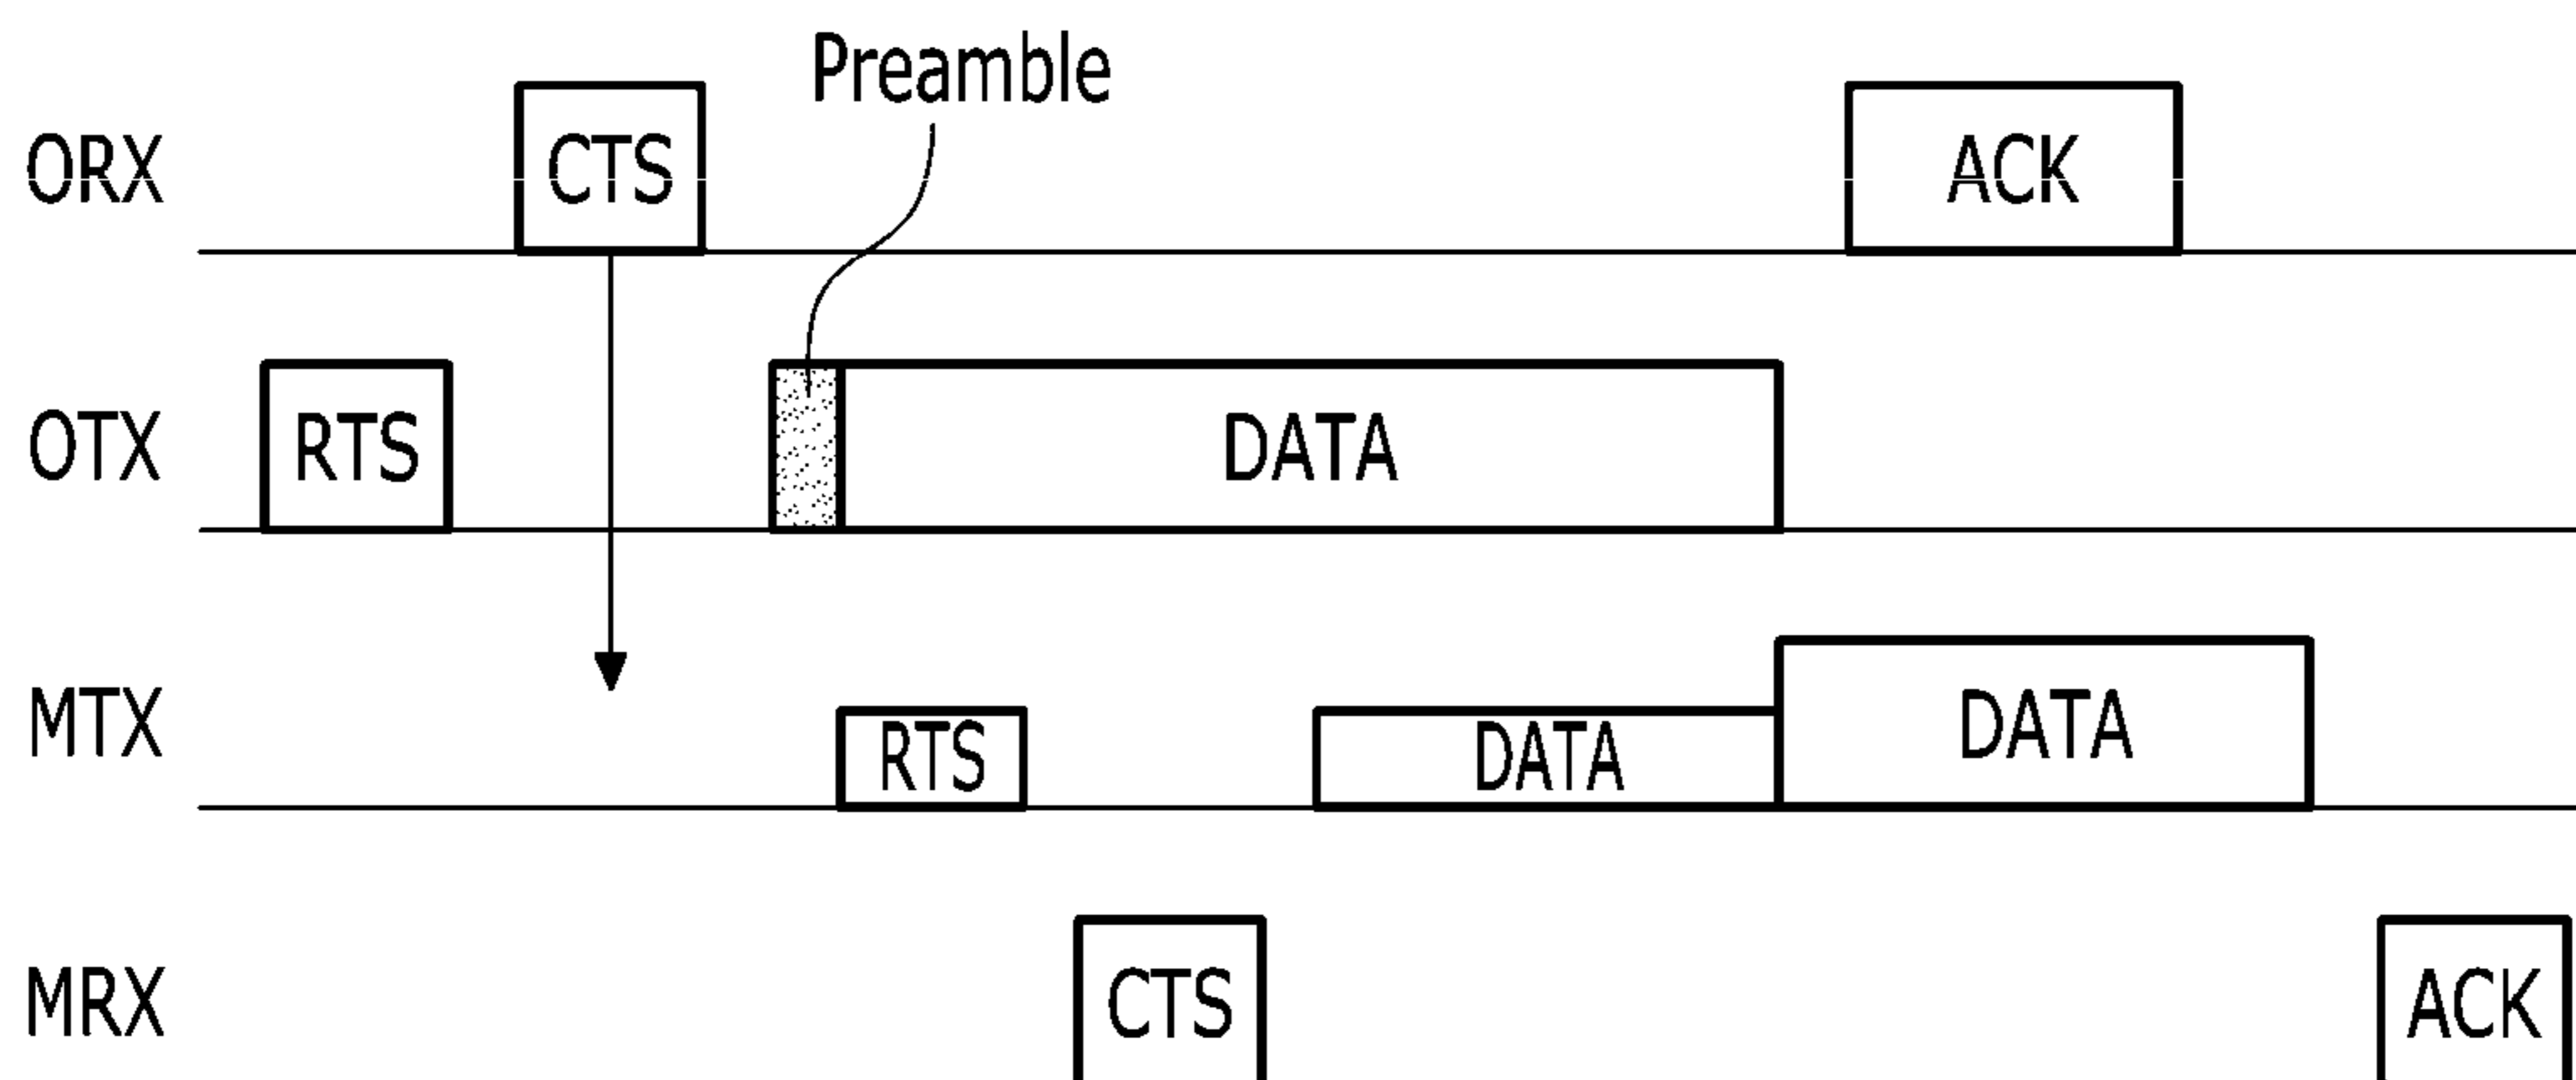 Preamble
ORX CTS ACK
OTX RTS DATA
MTX RTS DATA DATA
MRX CTS ACK